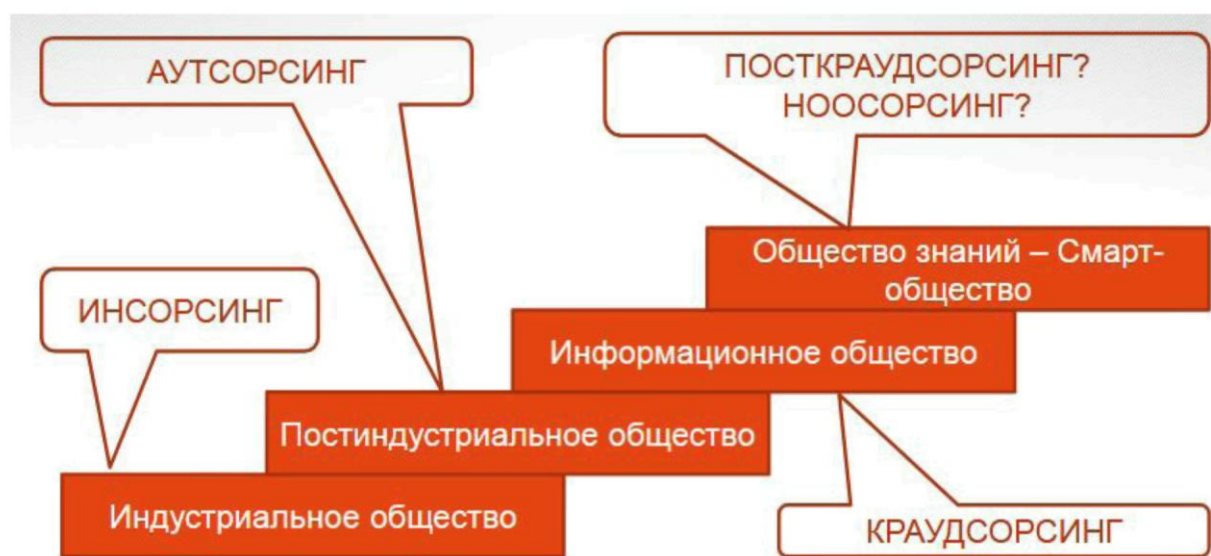 АУТСОРСИНГ
ПОСТКРАУДСОРСИНГ?
НООСОРСИНГ?
ИНСОРСИНГ
Общество знаний – Смарт-
общество
Информационное общество
Постиндустриальное общество
Индустриальное общество
КРАУДСОРСИНГ